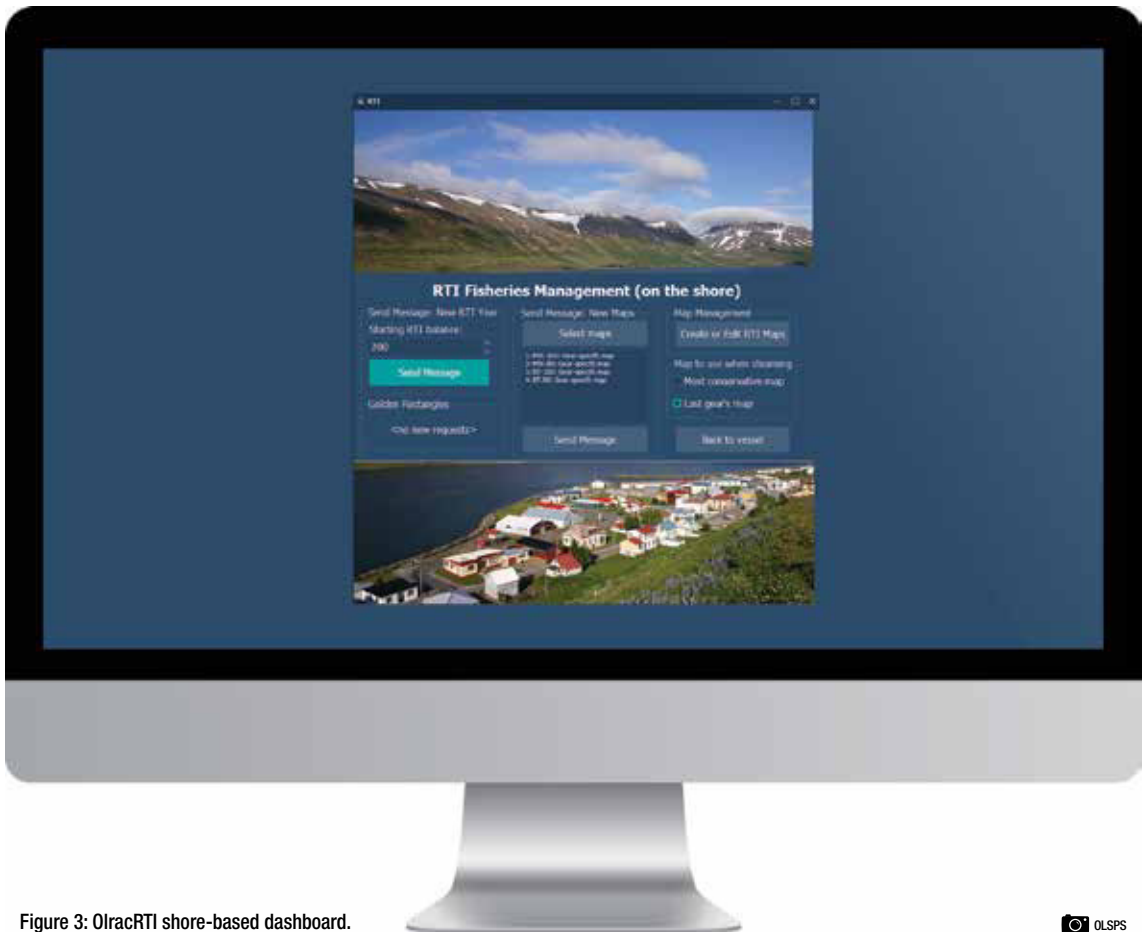 RTI
RTI Fisheries Management (on the shore)
Send Message: New RTI Year
Starting RTI balance:
200
Send Message
Golden Rectangles
<no new requests>
Send Message: New Maps
Select maps
Send Message
Map Management
Create or Edit RTI Maps
Map to use when choosing
Most conservative map
Last gear's map
Back to vessel
Figure 3: OlracRTI shore-based dashboard.
OLSPS